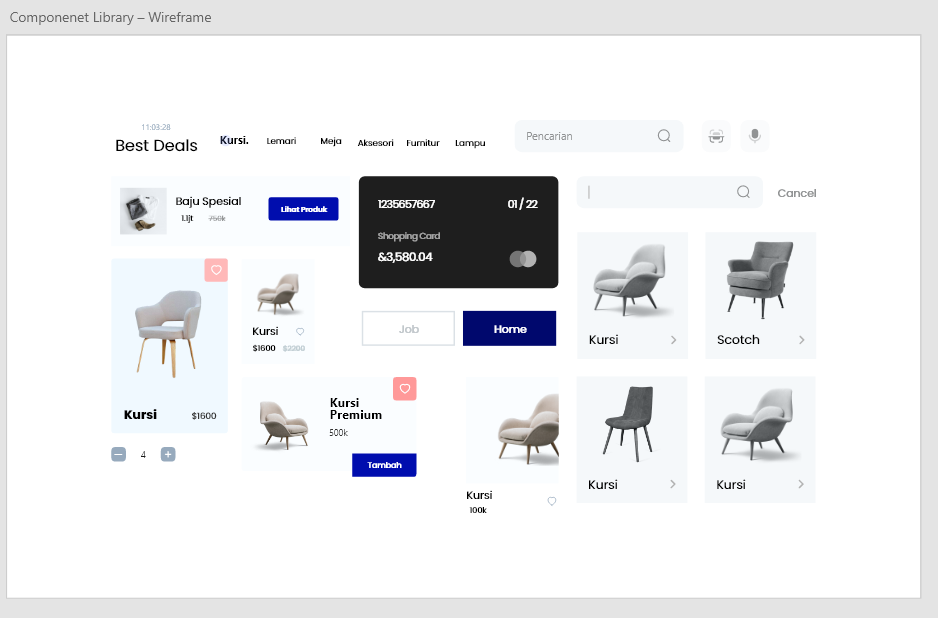 Componenet Library – Wireframe
11:03:28
Best Deals
Kursi.
Lemari
Meja
Aksesori
Furnitur
Lampu
Pencarian
Baju Spesial
1.1jt
750k
Lihat Produk
1235657667
01 / 22
Shopping Card
&3,580.04
Cancel
Kursi
$1600
4
Kursi
$1600
$3200
Job
Home
Kursi
Premium
500k
Tambah
Kursi
100k
Kursi
Scotch
Kursi
Kursi